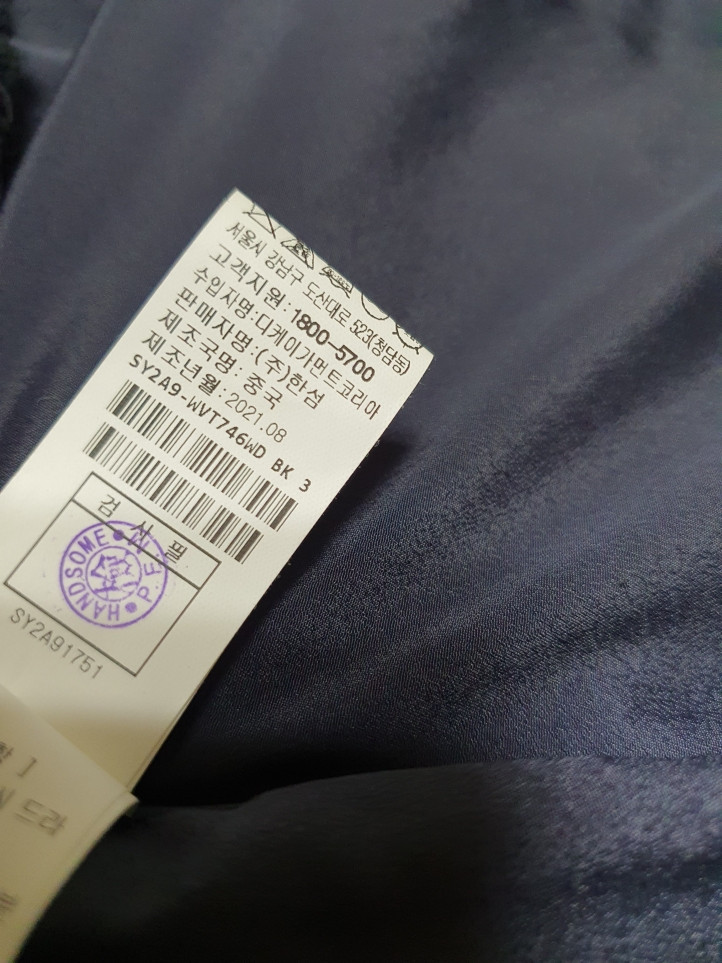 서울시 강남구 도산대로 523(청담동)
고객지원: 1800-5700
수입자명:디케이가먼트코리아
판매자명:(주)한섬
제조국명: 중국
제조년월: 2021.08
SY2A9-WVT746WD BK 3
검 사 필
HANDSOME
SY2A91751
드라